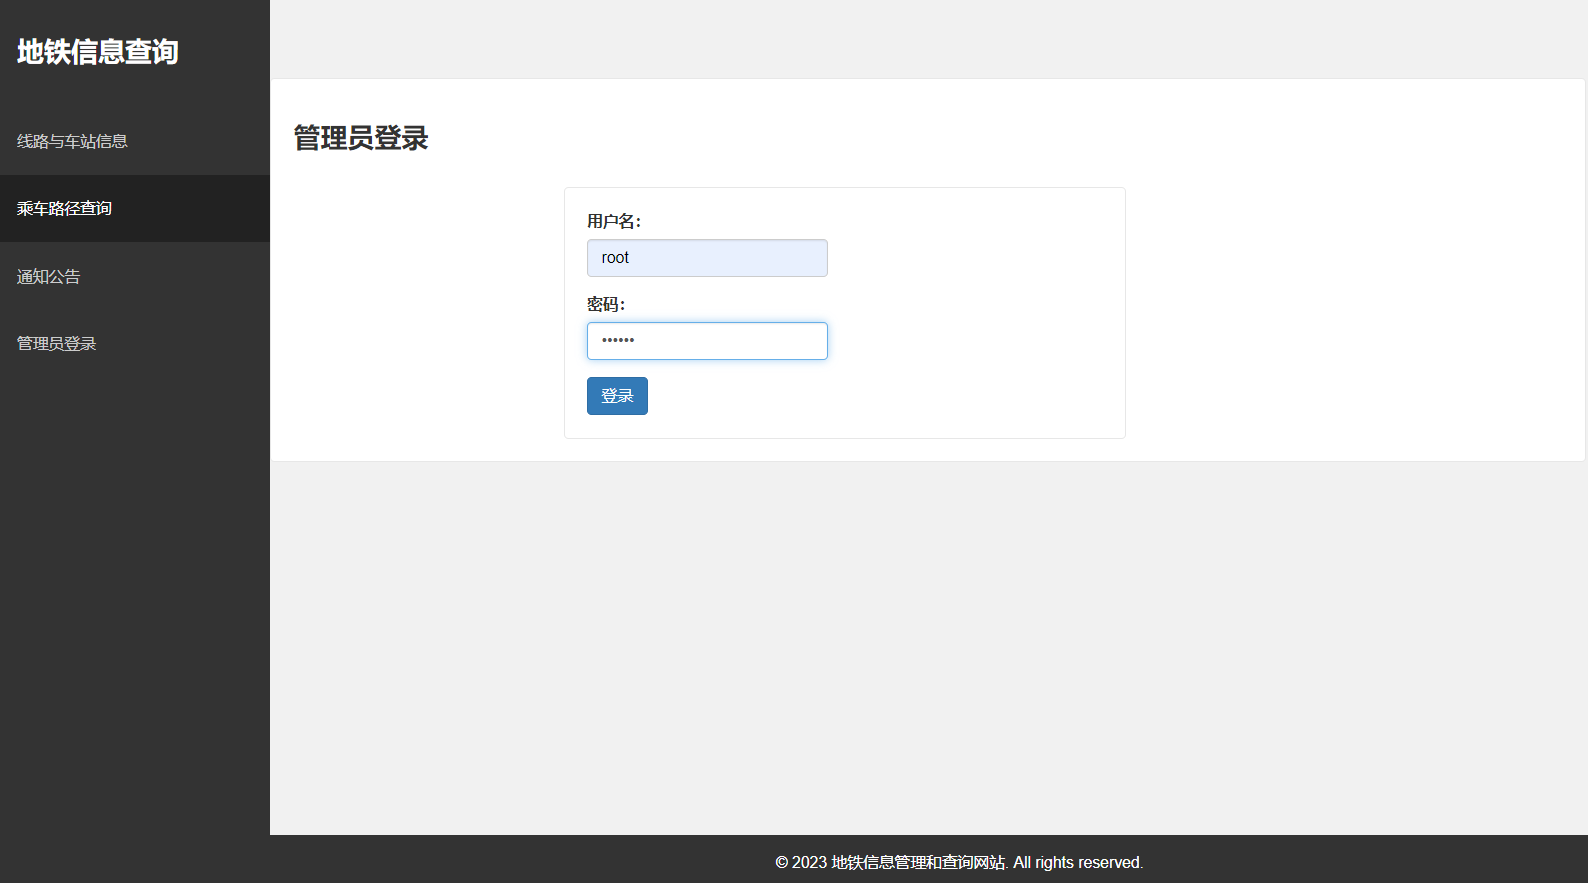 地铁信息查询
线路与车站信息
乘车路径查询
通知公告
管理员登录
管理员登录
用户名：
root
密码：
••••••
登录
© 2023 地铁信息管理和查询网站. All rights reserved.